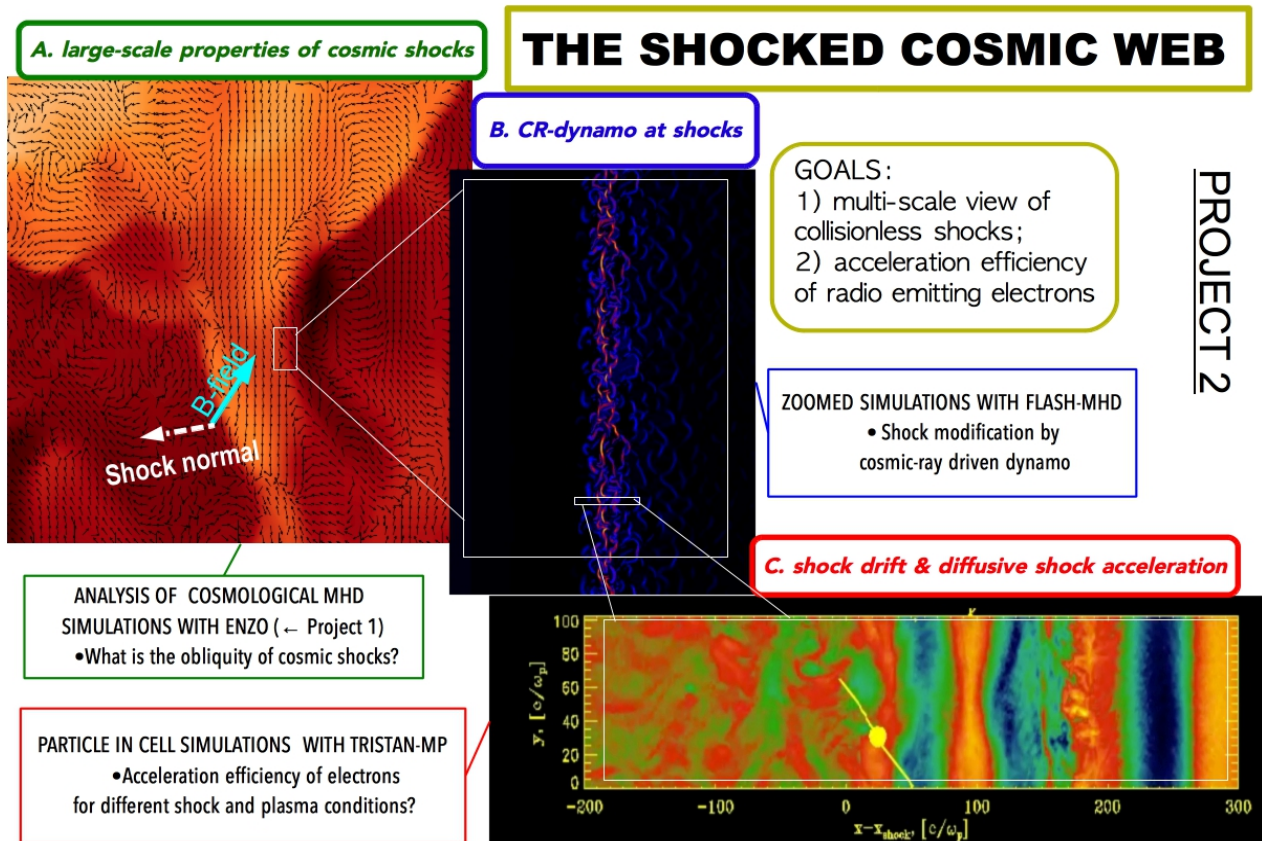 A. large-scale properties of cosmic shocks
THE SHOCKED COSMIC WEB
B. CR-dynamo at shocks
GOALS:
1) multi-scale view of
collisionless shocks;
2) acceleration efficiency
of radio emitting electrons
PROJECT 2
B-field
Shock normal
ZOOMED SIMULATIONS WITH FLASH-MHD
• Shock modification by
cosmic-ray driven dynamo
C. shock drift & diffusive shock acceleration
ANALYSIS OF COSMOLOGICAL MHD
SIMULATIONS WITH ENZO (← Project 1)
•What is the obliquity of cosmic shocks?
PARTICLE IN CELL SIMULATIONS WITH TRISTAN-MP
•Acceleration efficiency of electrons
for different shock and plasma conditions?
y, [c/ωp]
100
80
60
40
20
0
-200 -100 0 100 200 300
x-xshock, [c/ωp]